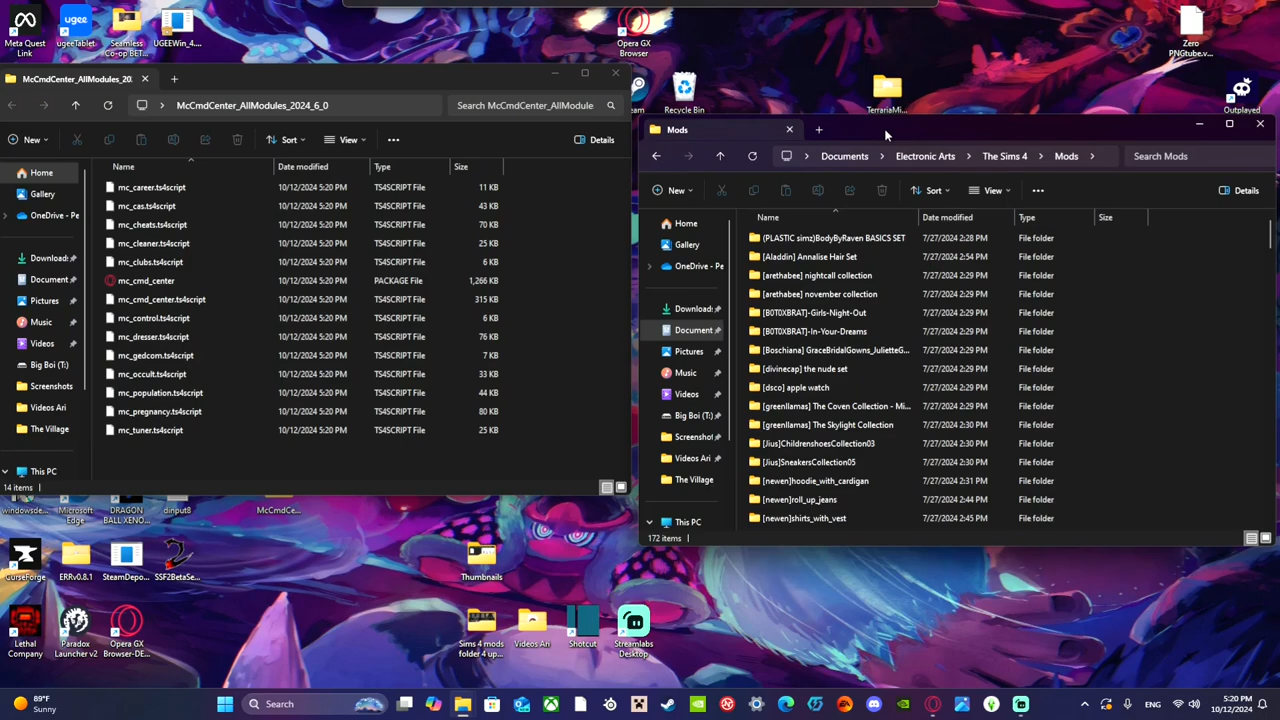 Meta Quest
Link
ugeeTablet
Seamless
Co-op BET...
UGEEWin_4....
Opera GX
Browser
Zero
PNGtube.v...
Recycle Bin
TerrariaMi...
Outplayed
McCmdCenter_AllModules_20
McCmdCenter_AllModules_2024_6_0
Search McCmdCenter_AllModule
New
Sort
View
Details
Name Date modified Type Size
Home
Gallery
OneDrive - Pe
Download:
Document
Pictures
Music
Videos
Big Boi (T:)
Screenshots
Videos Ari
The Village
This PC
mc_career.ts4script 10/12/2024 5:20 PM TS4SCRIPT File 11 KB
mc_cas.ts4script 10/12/2024 5:20 PM TS4SCRIPT File 43 KB
mc_cheats.ts4script 10/12/2024 5:20 PM TS4SCRIPT File 70 KB
mc_cleaner.ts4script 10/12/2024 5:20 PM TS4SCRIPT File 25 KB
mc_clubs.ts4script 10/12/2024 5:20 PM TS4SCRIPT File 6 KB
mc_cmd_center 10/12/2024 5:20 PM PACKAGE File 1,266 KB
mc_cmd_center.ts4script 10/12/2024 5:20 PM TS4SCRIPT File 315 KB
mc_control.ts4script 10/12/2024 5:20 PM TS4SCRIPT File 6 KB
mc_dresser.ts4script 10/12/2024 5:20 PM TS4SCRIPT File 76 KB
mc_gedcom.ts4script 10/12/2024 5:20 PM TS4SCRIPT File 7 KB
mc_occult.ts4script 10/12/2024 5:20 PM TS4SCRIPT File 33 KB
mc_population.ts4script 10/12/2024 5:20 PM TS4SCRIPT File 44 KB
mc_pregnancy.ts4script 10/12/2024 5:20 PM TS4SCRIPT File 80 KB
mc_tuner.ts4script 10/12/2024 5:20 PM TS4SCRIPT File 25 KB
14 items
Mods
Documents > Electronic Arts > The Sims 4 > Mods >
Search Mods
New
Sort
View
Details
Name Date modified Type Size
Home
Gallery
OneDrive - Pe
Download:
Document
Pictures
Music
Videos
Big Boi (T:)
Screenshot
Videos Ari
The Village
This PC
(PLASTIC simz)BodyByRaven BASICS SET 7/27/2024 2:28 PM File folder
[Aladdin] Annalise Hair Set 7/27/2024 2:54 PM File folder
[arethabee] nightcall collection 7/27/2024 2:29 PM File folder
[arethabee] november collection 7/27/2024 2:29 PM File folder
[B0T0XBRAT]-Girls-Night-Out 7/27/2024 2:29 PM File folder
[B0T0XBRAT]-In-Your-Dreams 7/27/2024 2:29 PM File folder
[Boschiana] GraceBridalGowns_JulietteG... 7/27/2024 2:29 PM File folder
[divinecap] the nude set 7/27/2024 2:29 PM File folder
[dsco] apple watch 7/27/2024 2:29 PM File folder
[greenllamas] The Coven Collection - Mi... 7/27/2024 2:29 PM File folder
[greenllamas] The Skylight Collection 7/27/2024 2:30 PM File folder
[Jius]ChildrenshoesCollection03 7/27/2024 2:30 PM File folder
[Jius]SneakersCollection05 7/27/2024 2:30 PM File folder
[newen]hoodie_with_cardigan 7/27/2024 2:31 PM File folder
[newen]roll_up_jeans 7/27/2024 2:44 PM File folder
[newen]shirts_with_vest 7/27/2024 2:45 PM File folder
172 items
windowsde...
Microsoft
Edge
DRAGON
BALL XENO...
dinput8
McCmdCe...
CurseForge
ERRv0.8.1
SteamDepo...
SSF2BetaSe...
Thumbnails
Lethal
Company
Paradox
Launcher v2
Opera GX
Browser-DE...
Sims 4 mods
folder 4 up...
Videos Ari
Shotcut
Streamlabs
Desktop
89°F
Sunny
Search
5:20 PM
10/12/2024